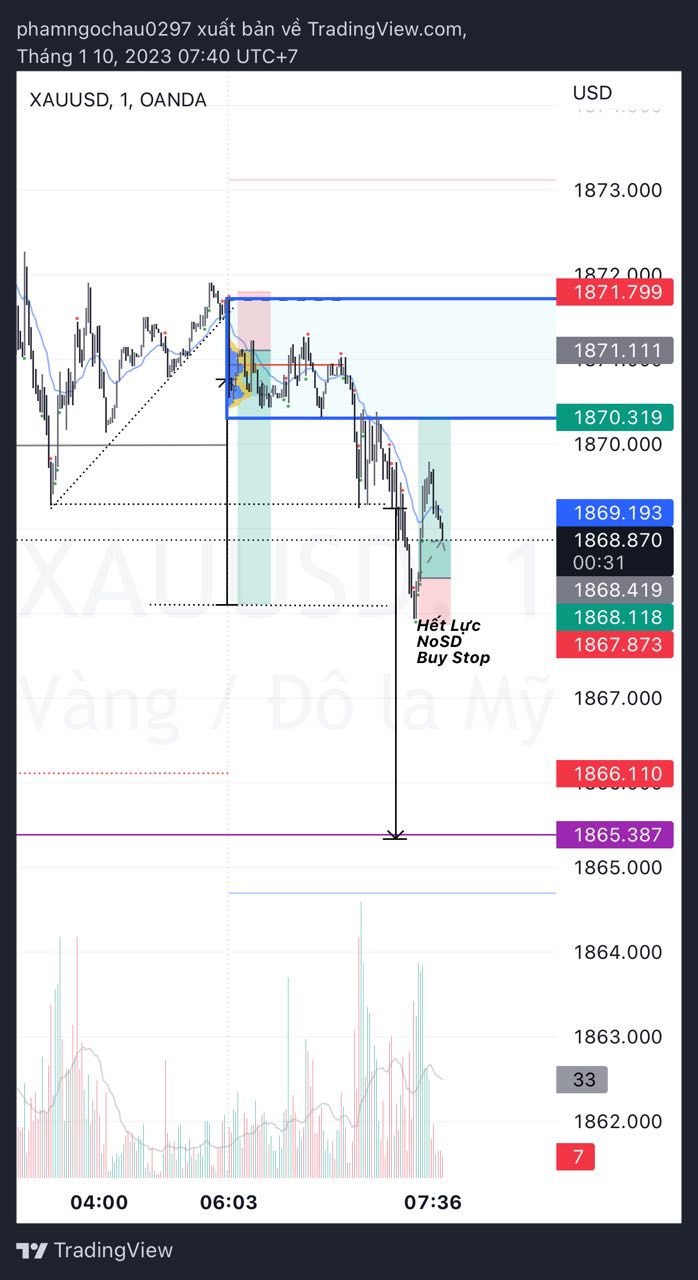 phamngochau0297 xuất bản về TradingView.com,
Tháng 1 10, 2023 07:40 UTC+7
XAUUSD, 1, OANDA
USD
1873.000
1872.000
1871.799
1871.111
1870.319
1870.000
1869.193
1868.870
00:31
1868.419
1868.118
1867.873
XAUUSD, 1
Hết Lực
NoSD
Buy Stop
Vàng / Đô la Mỹ
1867.000
1866.110
1865.387
1865.000
1864.000
1863.000
33
1862.000
7
04:00
06:03
07:36
TradingView